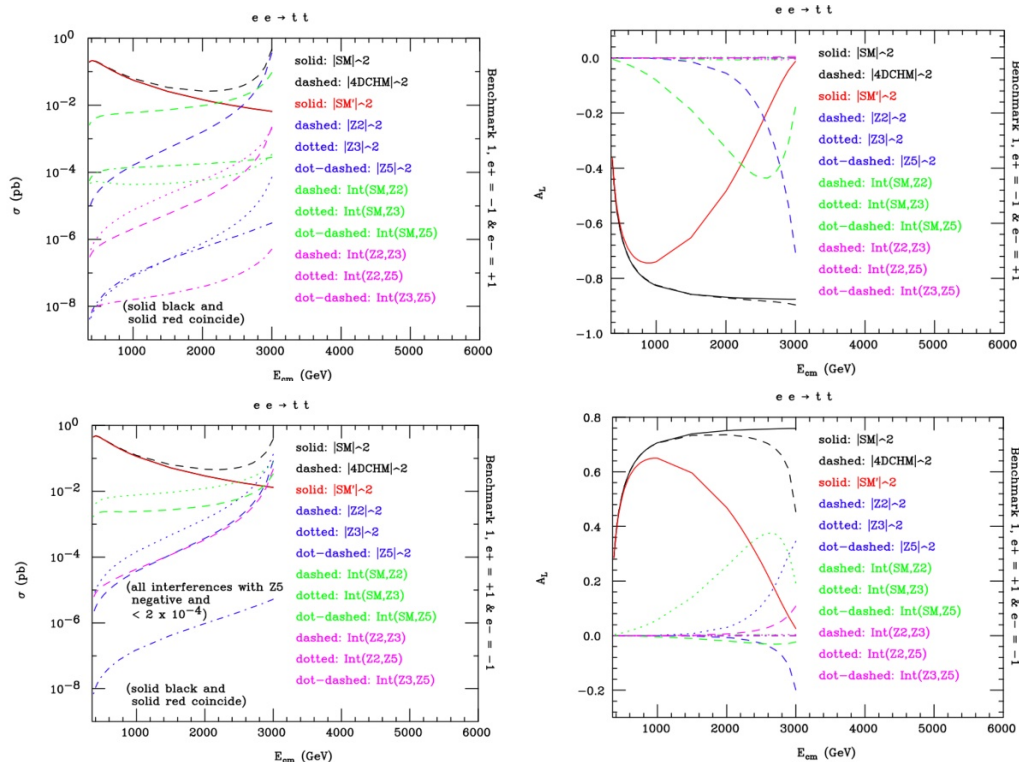 e e → t t
10⁰
10⁻²
10⁻⁴
10⁻⁶
10⁻⁸
σ (pb)
solid: |SM|^2
dashed: |4DCHM|^2
solid: |SM'|^2
dashed: |Z2|^2
dotted: |Z3|^2
dot-dashed: |Z5|^2
dashed: Int(SM,Z2)
dotted: Int(SM,Z3)
dot-dashed: Int(SM,Z5)
dashed: Int(Z2,Z3)
dotted: Int(Z2,Z5)
dot-dashed: Int(Z3,Z5)
(solid black and
solid red coincide)
1000 2000 3000 4000 5000 6000
E_cm (GeV)
Benchmark 1, e+ = -1 & e- = +1
e e → t t
0.0
-0.2
-0.4
-0.6
-0.8
-1.0
A_L
solid: |SM|^2
dashed: |4DCHM|^2
solid: |SM'|^2
dashed: |Z2|^2
dotted: |Z3|^2
dot-dashed: |Z5|^2
dashed: Int(SM,Z2)
dotted: Int(SM,Z3)
dot-dashed: Int(SM,Z5)
dashed: Int(Z2,Z3)
dotted: Int(Z2,Z5)
dot-dashed: Int(Z3,Z5)
1000 2000 3000 4000 5000 6000
E_cm (GeV)
Benchmark 1, e+ = -1 & e- = +1
e e → t t
10⁰
10⁻²
10⁻⁴
10⁻⁶
10⁻⁸
σ (pb)
solid: |SM|^2
dashed: |4DCHM|^2
solid: |SM'|^2
dashed: |Z2|^2
dotted: |Z3|^2
dot-dashed: |Z5|^2
dashed: Int(SM,Z2)
dotted: Int(SM,Z3)
dot-dashed: Int(SM,Z5)
dashed: Int(Z2,Z3)
dotted: Int(Z2,Z5)
dot-dashed: Int(Z3,Z5)
(all interferences with Z5
negative and
< 2 x 10⁻⁴)
(solid black and
solid red coincide)
1000 2000 3000 4000 5000 6000
E_cm (GeV)
Benchmark 1, e+ = +1 & e- = -1
e e → t t
0.8
0.6
0.4
0.2
0.0
-0.2
A_L
solid: |SM|^2
dashed: |4DCHM|^2
solid: |SM'|^2
dashed: |Z2|^2
dotted: |Z3|^2
dot-dashed: |Z5|^2
dashed: Int(SM,Z2)
dotted: Int(SM,Z3)
dot-dashed: Int(SM,Z5)
dashed: Int(Z2,Z3)
dotted: Int(Z2,Z5)
dot-dashed: Int(Z3,Z5)
1000 2000 3000 4000 5000 6000
E_cm (GeV)
Benchmark 1, e+ = +1 & e- = -1